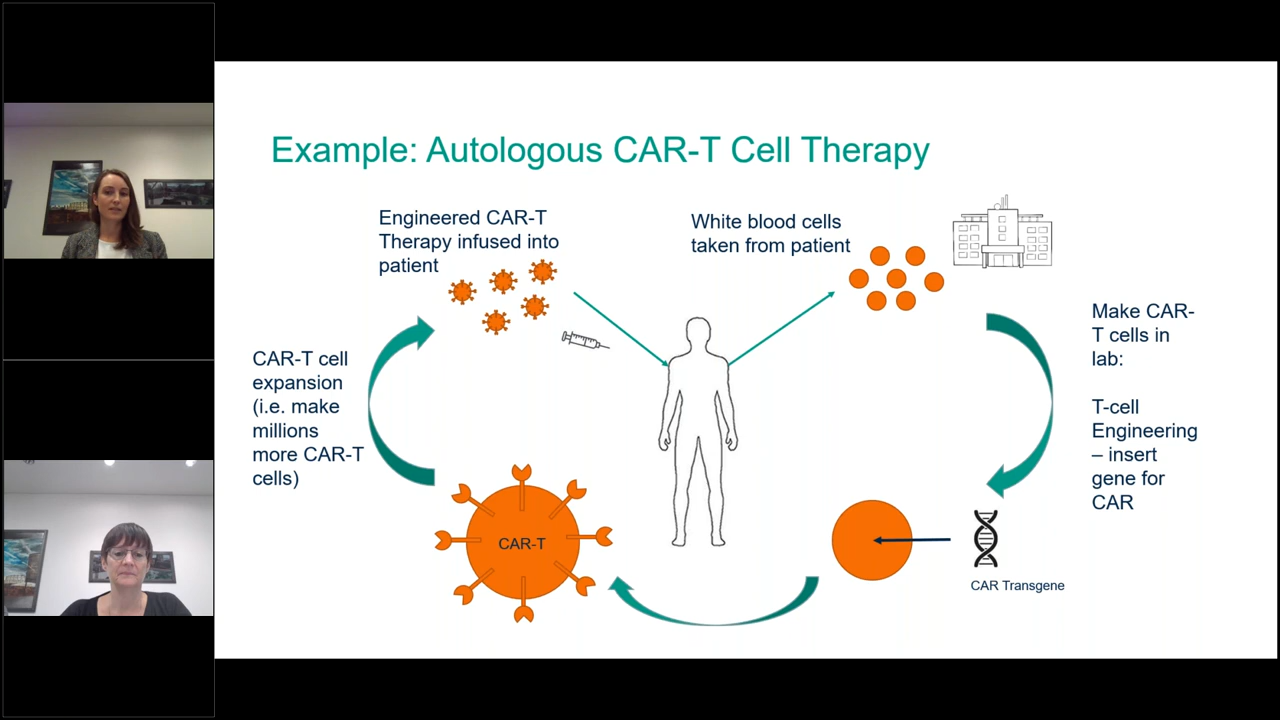 Example: Autologous CAR-T Cell Therapy
Engineered CAR-T
Therapy infused into
patient
White blood cells
taken from patient
Make CAR-
T cells in
lab:
T-cell
Engineering
– insert
gene for
CAR
CAR Transgene
CAR-T
CAR-T cell
expansion
(i.e. make
millions
more CAR-T
cells)